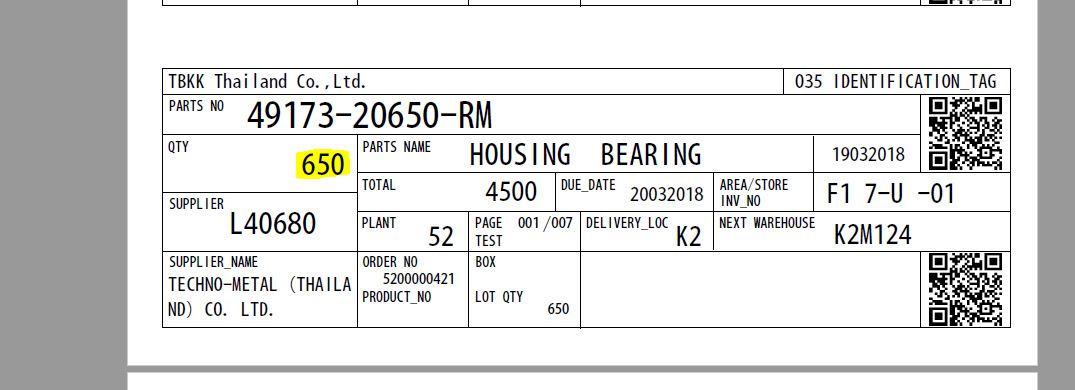 TBKK Thailand Co.,Ltd.
035 IDENTIFICATION_TAG
PARTS NO 49173-20650-RM
QTY 650
PARTS NAME HOUSING BEARING
19032018
TOTAL 4500
DUE_DATE 20032018
AREA/STORE
INV_NO
F1 7-U -01
SUPPLIER
L40680
PLANT 52
PAGE 001/007
TEST
DELIVERY_LOC K2
NEXT WAREHOUSE K2M124
SUPPLIER_NAME
TECHNO-METAL (THAILA
ND) CO. LTD.
ORDER NO
5200000421
PRODUCT_NO
BOX
LOT QTY
650